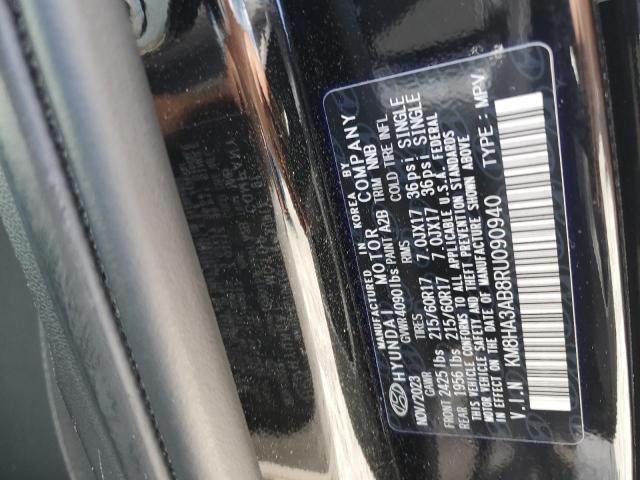 MANUFACTURED IN KOREA BY
HYUNDAI MOTOR COMPANY
NOV/2023 GVWR 4090 lbs PAINT A2B TRIM NNB
GAWR TIRES RIMS COLD TIRE INFL
FRONT 2425 lbs 215/60R17 7.0JX17 36psi SINGLE
REAR 1956 lbs 215/60R17 7.0JX17 36psi SINGLE
THIS VEHICLE CONFORMS TO ALL APPLICABLE U.S.A. FEDERAL
MOTOR VEHICLE SAFETY AND THEFT PREVENTION STANDARDS IN
EFFECT ON THE DATE OF MANUFACTURE SHOWN ABOVE
V.I.N KM8HA3AB8RU090940 TYPE : MPV